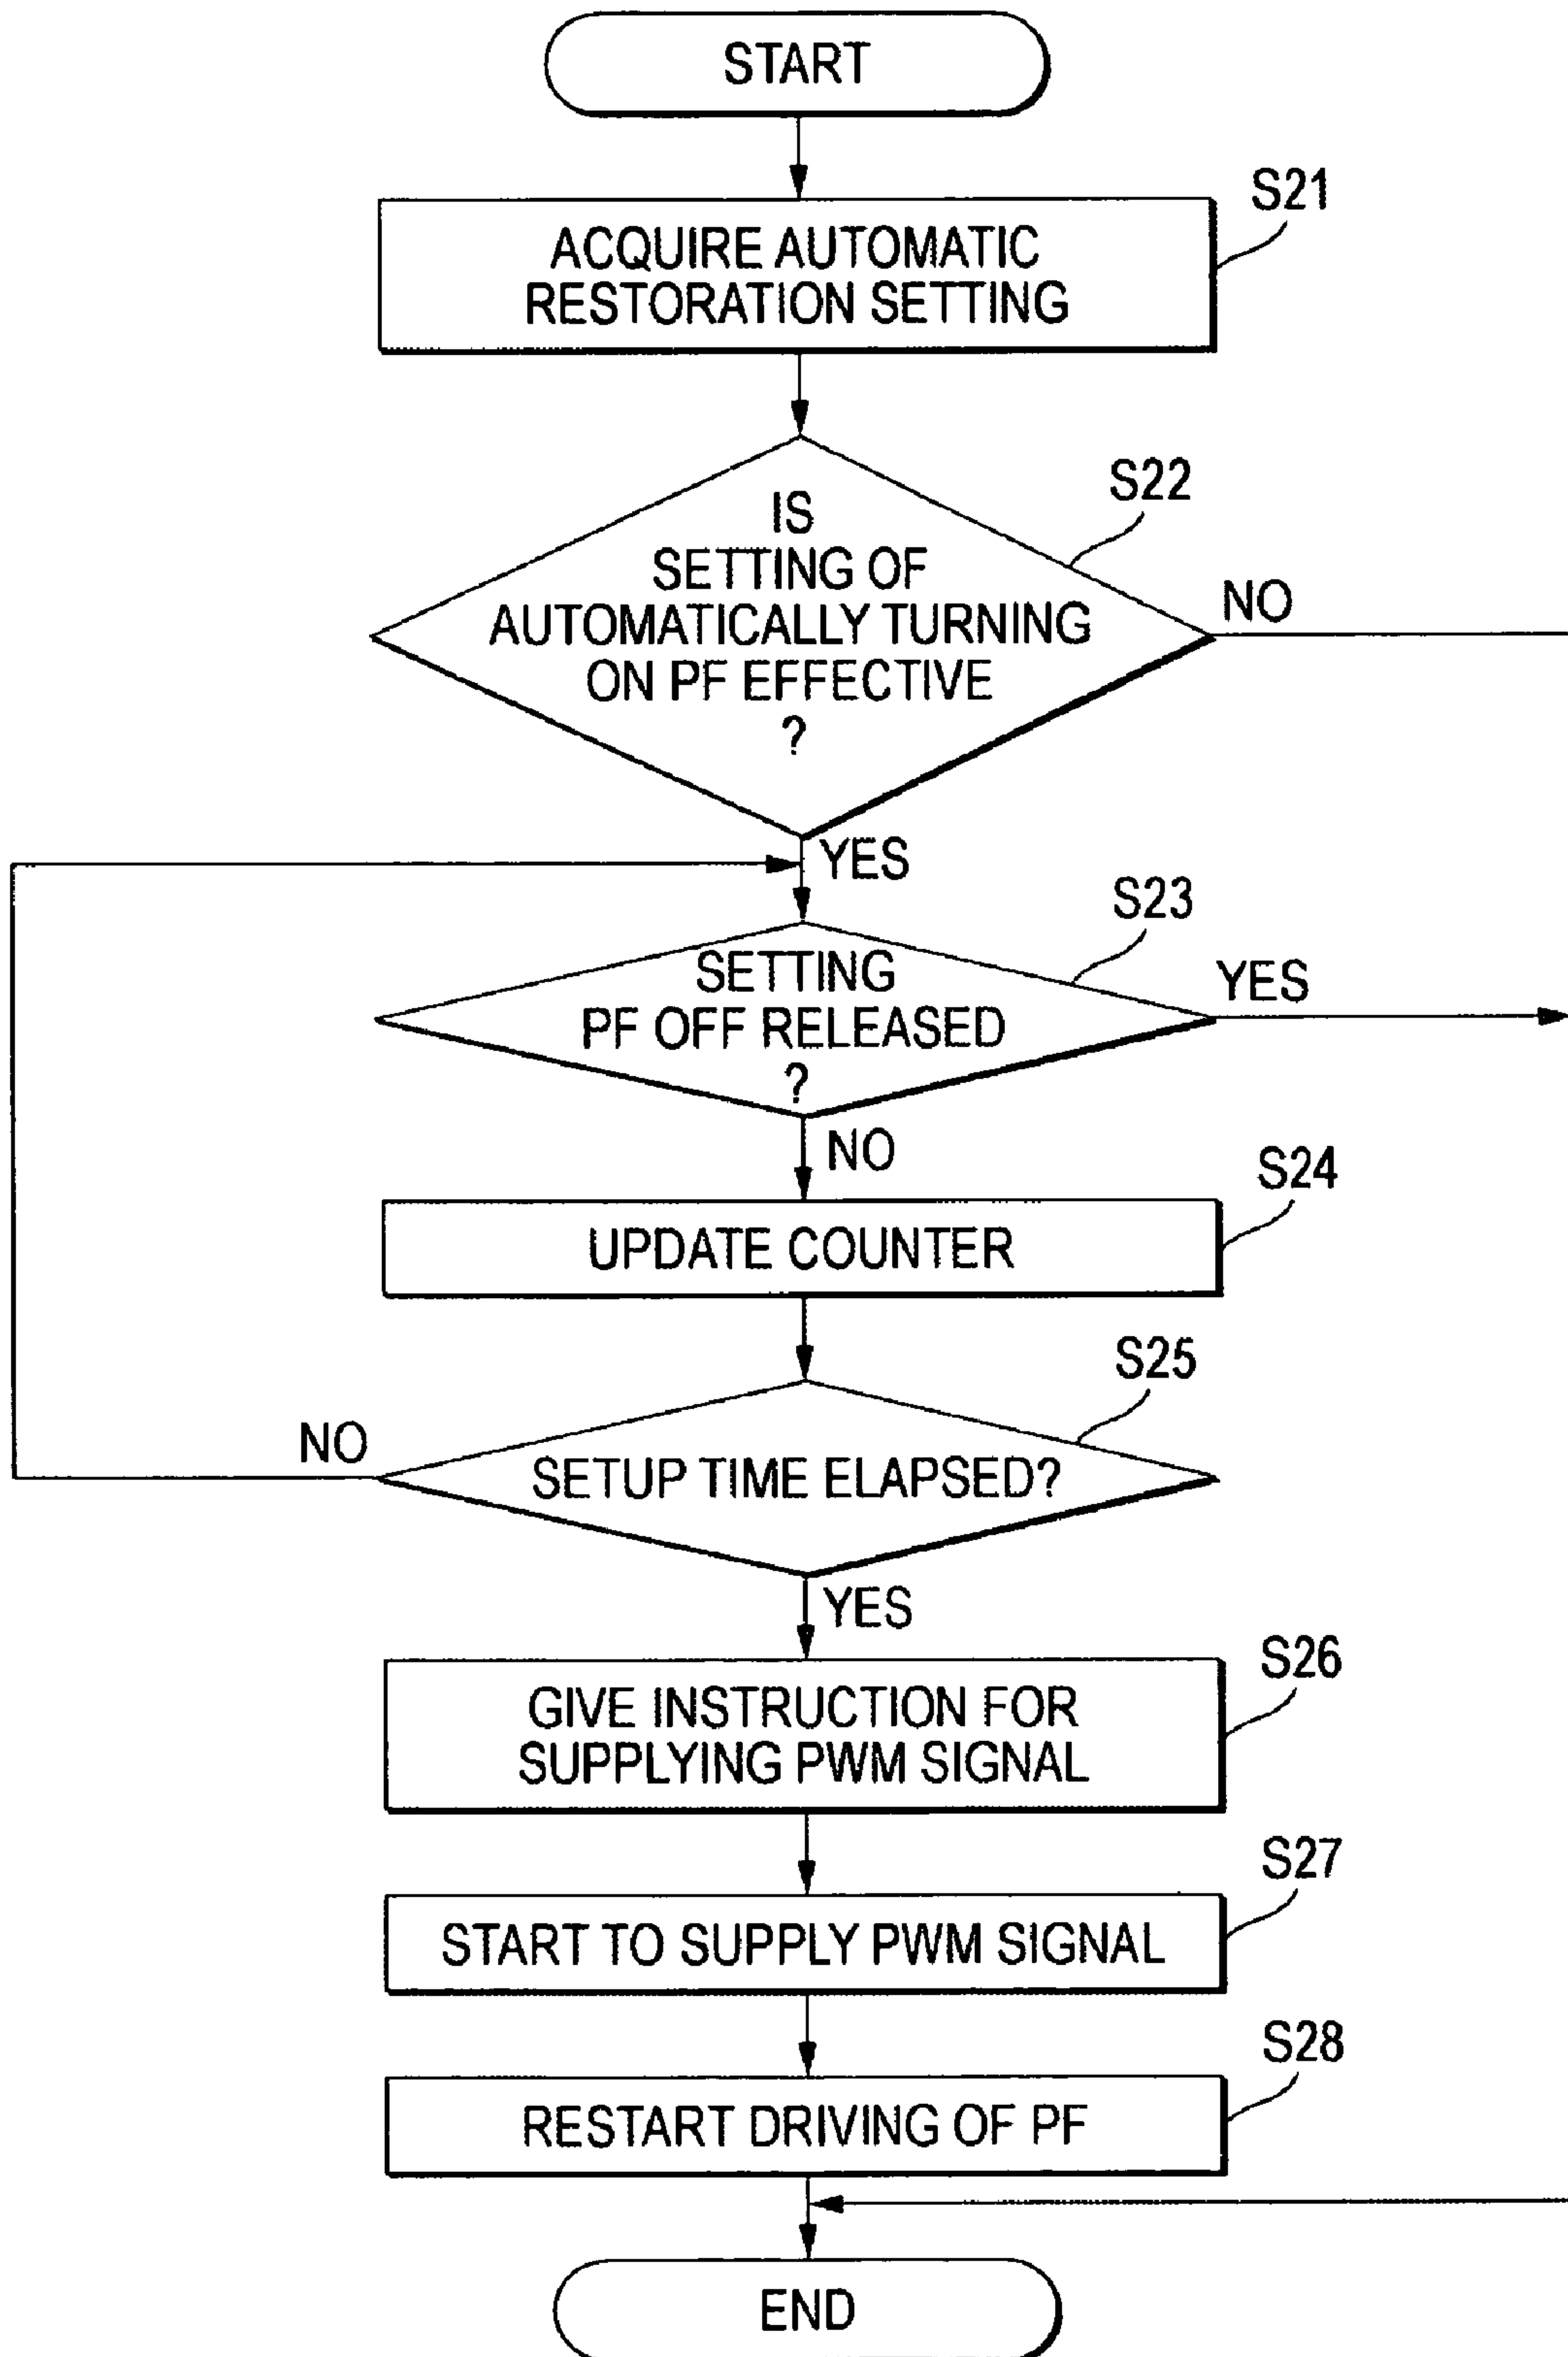 START
S21
ACQUIRE AUTOMATIC
RESTORATION SETTING
S22
IS
SETTING OF
AUTOMATICALLY TURNING
ON PF EFFECTIVE
?
NO
YES
S23
SETTING
PF OFF RELEASED
?
YES
NO
S24
UPDATE COUNTER
S25
NO
SETUP TIME ELAPSED?
YES
S26
GIVE INSTRUCTION FOR
SUPPLYING PWM SIGNAL
S27
START TO SUPPLY PWM SIGNAL
S28
RESTART DRIVING OF PF
END